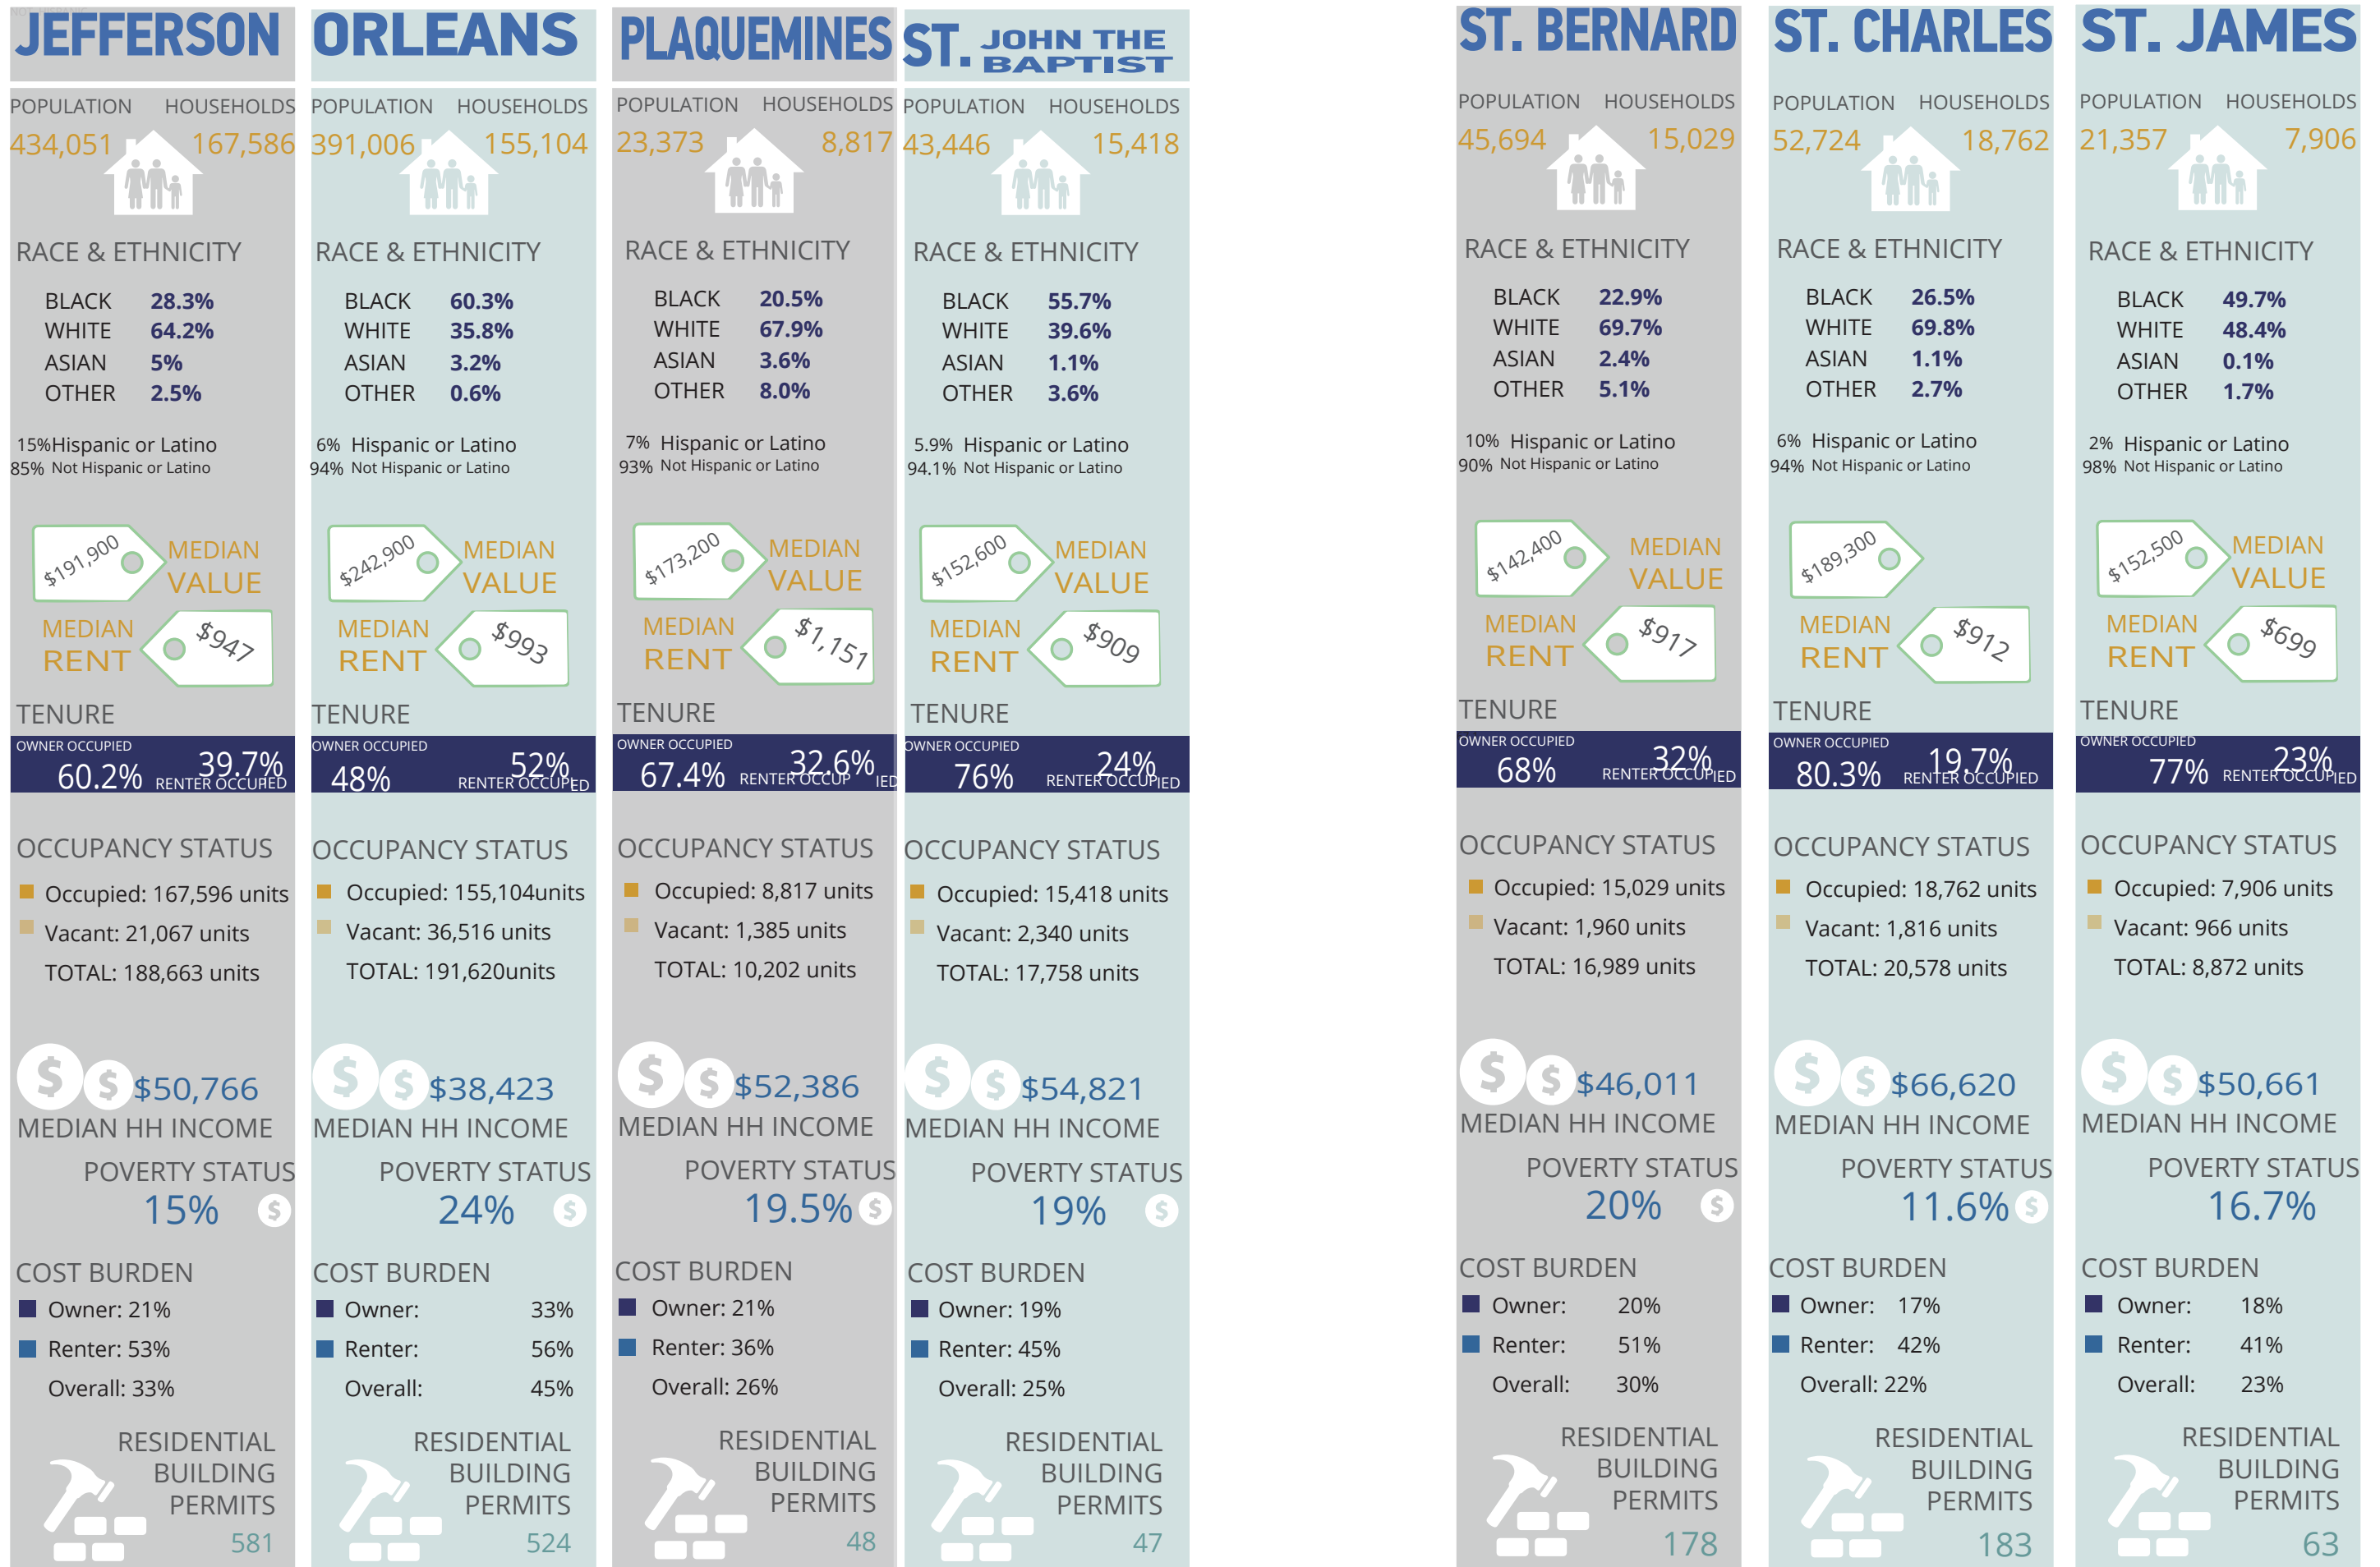 JEFFERSON
POPULATION HOUSEHOLDS
434,051 167,586
RACE & ETHNICITY
BLACK 28.3%
WHITE 64.2%
ASIAN 5%
OTHER 2.5%
15%Hispanic or Latino
85% Not Hispanic or Latino
$191,900 MEDIAN
VALUE
MEDIAN
RENT $947
TENURE
OWNER OCCUPIED 39.7%
60.2% RENTER OCCUPIED
OCCUPANCY STATUS
Occupied: 167,596 units
Vacant: 21,067 units
TOTAL: 188,663 units
$ $ $50,766
MEDIAN HH INCOME
POVERTY STATUS
15% $
COST BURDEN
Owner: 21%
Renter: 53%
Overall: 33%
RESIDENTIAL
BUILDING
PERMITS
581
ORLEANS
POPULATION HOUSEHOLDS
391,006 155,104
RACE & ETHNICITY
BLACK 60.3%
WHITE 35.8%
ASIAN 3.2%
OTHER 0.6%
6% Hispanic or Latino
94% Not Hispanic or Latino
$242,900 MEDIAN
VALUE
MEDIAN
RENT $993
TENURE
OWNER OCCUPIED 52%
48% RENTER OCCUPIED
OCCUPANCY STATUS
Occupied: 155,104units
Vacant: 36,516 units
TOTAL: 191,620units
$ $ $38,423
MEDIAN HH INCOME
POVERTY STATUS
24% $
COST BURDEN
Owner: 33%
Renter: 56%
Overall: 45%
RESIDENTIAL
BUILDING
PERMITS
524
PLAQUEMINES
POPULATION HOUSEHOLDS
23,373 8,817
RACE & ETHNICITY
BLACK 20.5%
WHITE 67.9%
ASIAN 3.6%
OTHER 8.0%
7% Hispanic or Latino
93% Not Hispanic or Latino
$173,200 MEDIAN
VALUE
MEDIAN
RENT $1,151
TENURE
OWNER OCCUPIED 32.6%
67.4% RENTER OCCUP IED
OCCUPANCY STATUS
Occupied: 8,817 units
Vacant: 1,385 units
TOTAL: 10,202 units
$ $ $52,386
MEDIAN HH INCOME
POVERTY STATUS
19.5% $
COST BURDEN
Owner: 21%
Renter: 36%
Overall: 26%
RESIDENTIAL
BUILDING
PERMITS
48
ST. JOHN THE
BAPTIST
POPULATION HOUSEHOLDS
43,446 15,418
RACE & ETHNICITY
BLACK 55.7%
WHITE 39.6%
ASIAN 1.1%
OTHER 3.6%
5.9% Hispanic or Latino
94.1% Not Hispanic or Latino
$152,600 MEDIAN
VALUE
MEDIAN
RENT $909
TENURE
OWNER OCCUPIED 24%
76% RENTER OCCUPIED
OCCUPANCY STATUS
Occupied: 15,418 units
Vacant: 2,340 units
TOTAL: 17,758 units
$ $ $54,821
MEDIAN HH INCOME
POVERTY STATUS
19% $
COST BURDEN
Owner: 19%
Renter: 45%
Overall: 25%
RESIDENTIAL
BUILDING
PERMITS
47
ST. BERNARD
POPULATION HOUSEHOLDS
45,694 15,029
RACE & ETHNICITY
BLACK 22.9%
WHITE 69.7%
ASIAN 2.4%
OTHER 5.1%
10% Hispanic or Latino
90% Not Hispanic or Latino
$142,400 MEDIAN
VALUE
MEDIAN
RENT $917
TENURE
OWNER OCCUPIED 32%
68% RENTER OCCUPIED
OCCUPANCY STATUS
Occupied: 15,029 units
Vacant: 1,960 units
TOTAL: 16,989 units
$ $ $46,011
MEDIAN HH INCOME
POVERTY STATUS
20% $
COST BURDEN
Owner: 20%
Renter: 51%
Overall: 30%
RESIDENTIAL
BUILDING
PERMITS
178
ST. CHARLES
POPULATION HOUSEHOLDS
52,724 18,762
RACE & ETHNICITY
BLACK 26.5%
WHITE 69.8%
ASIAN 1.1%
OTHER 2.7%
6% Hispanic or Latino
94% Not Hispanic or Latino
$189,300
MEDIAN
RENT $912
TENURE
OWNER OCCUPIED 19.7%
80.3% RENTER OCCUPIED
OCCUPANCY STATUS
Occupied: 18,762 units
Vacant: 1,816 units
TOTAL: 20,578 units
$ $ $66,620
MEDIAN HH INCOME
POVERTY STATUS
11.6% $
COST BURDEN
Owner: 17%
Renter: 42%
Overall: 22%
RESIDENTIAL
BUILDING
PERMITS
183
ST. JAMES
POPULATION HOUSEHOLDS
21,357 7,906
RACE & ETHNICITY
BLACK 49.7%
WHITE 48.4%
ASIAN 0.1%
OTHER 1.7%
2% Hispanic or Latino
98% Not Hispanic or Latino
$152,500 MEDIAN
VALUE
MEDIAN
RENT $699
TENURE
OWNER OCCUPIED 23%
77% RENTER OCCUPIED
OCCUPANCY STATUS
Occupied: 7,906 units
Vacant: 966 units
TOTAL: 8,872 units
$ $ $50,661
MEDIAN HH INCOME
POVERTY STATUS
16.7%
COST BURDEN
Owner: 18%
Renter: 41%
Overall: 23%
RESIDENTIAL
BUILDING
PERMITS
63